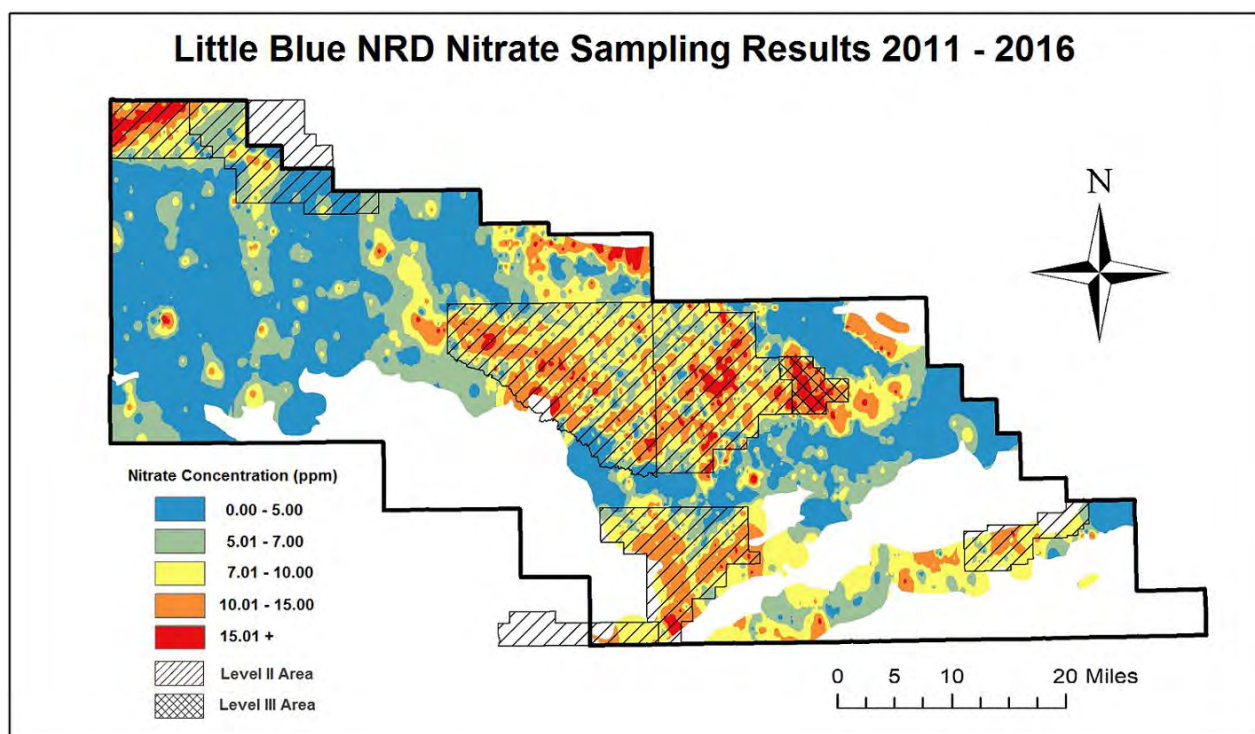 Little Blue NRD Nitrate Sampling Results 2011 - 2016
N
Nitrate Concentration (ppm)
0.00 - 5.00
5.01 - 7.00
7.01 - 10.00
10.01 - 15.00
15.01 +
Level II Area
Level III Area
0 5 10 20 Miles